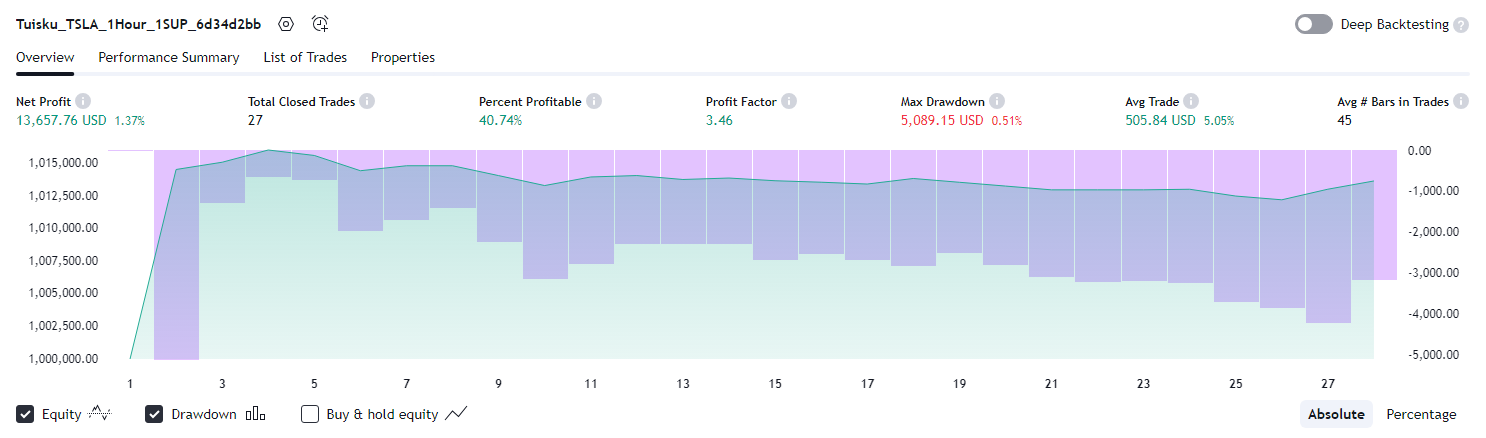 Tuisku_TSLA_1Hour_1SUP_6d34d2bb
Deep Backtesting ?
Overview Performance Summary List of Trades Properties
Net Profit i Total Closed Trades i Percent Profitable i Profit Factor i Max Drawdown i Avg Trade i Avg # Bars in Trades i
13,657.76 USD 1.37% 27 40.74% 3.46 5,089.15 USD 0.51% 505.84 USD 5.05% 45
1,015,000.00 0.00
1,012,500.00 -1,000.00
1,010,000.00 -2,000.00
1,007,500.00 -3,000.00
1,005,000.00 -4,000.00
1,002,500.00 -5,000.00
1,000,000.00
1 3 5 7 9 11 13 15 17 19 21 23 25 27
Equity Drawdown Buy & hold equity Absolute Percentage